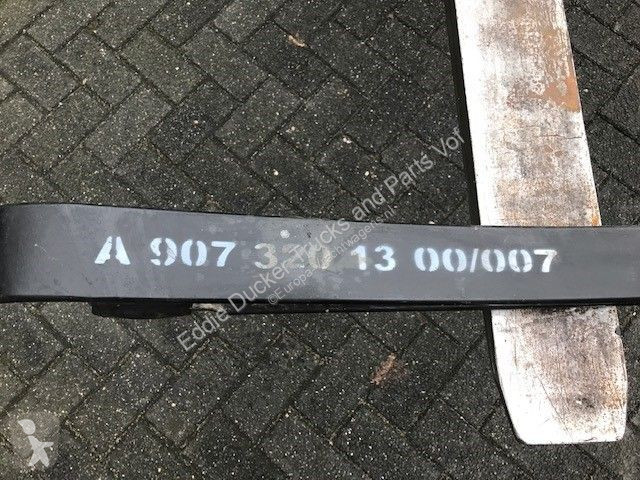 A 907 320 13 00/007
Eddie Ducker Trucks and Parts Vof